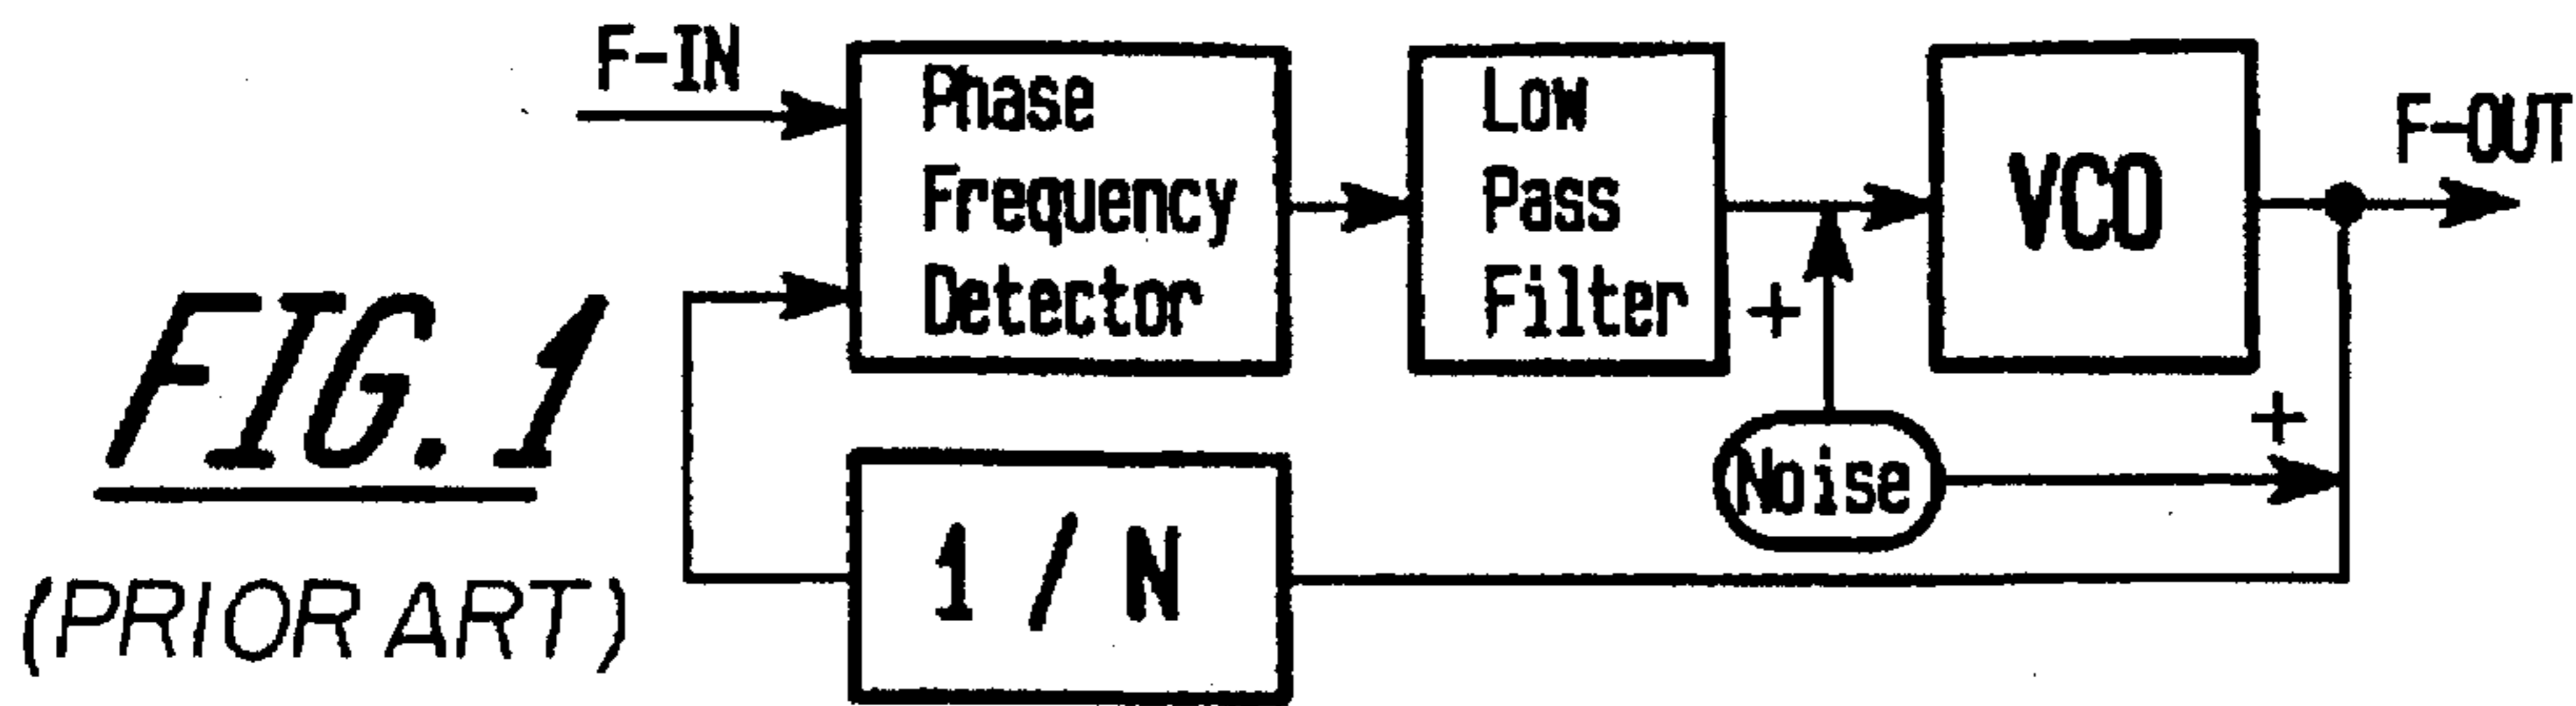 F-IN
Phase
Frequency
Detector
Low
Pass
Filter
+
VCO
F-OUT
+
Noise
1 / N
FIG. 1
(PRIOR ART)